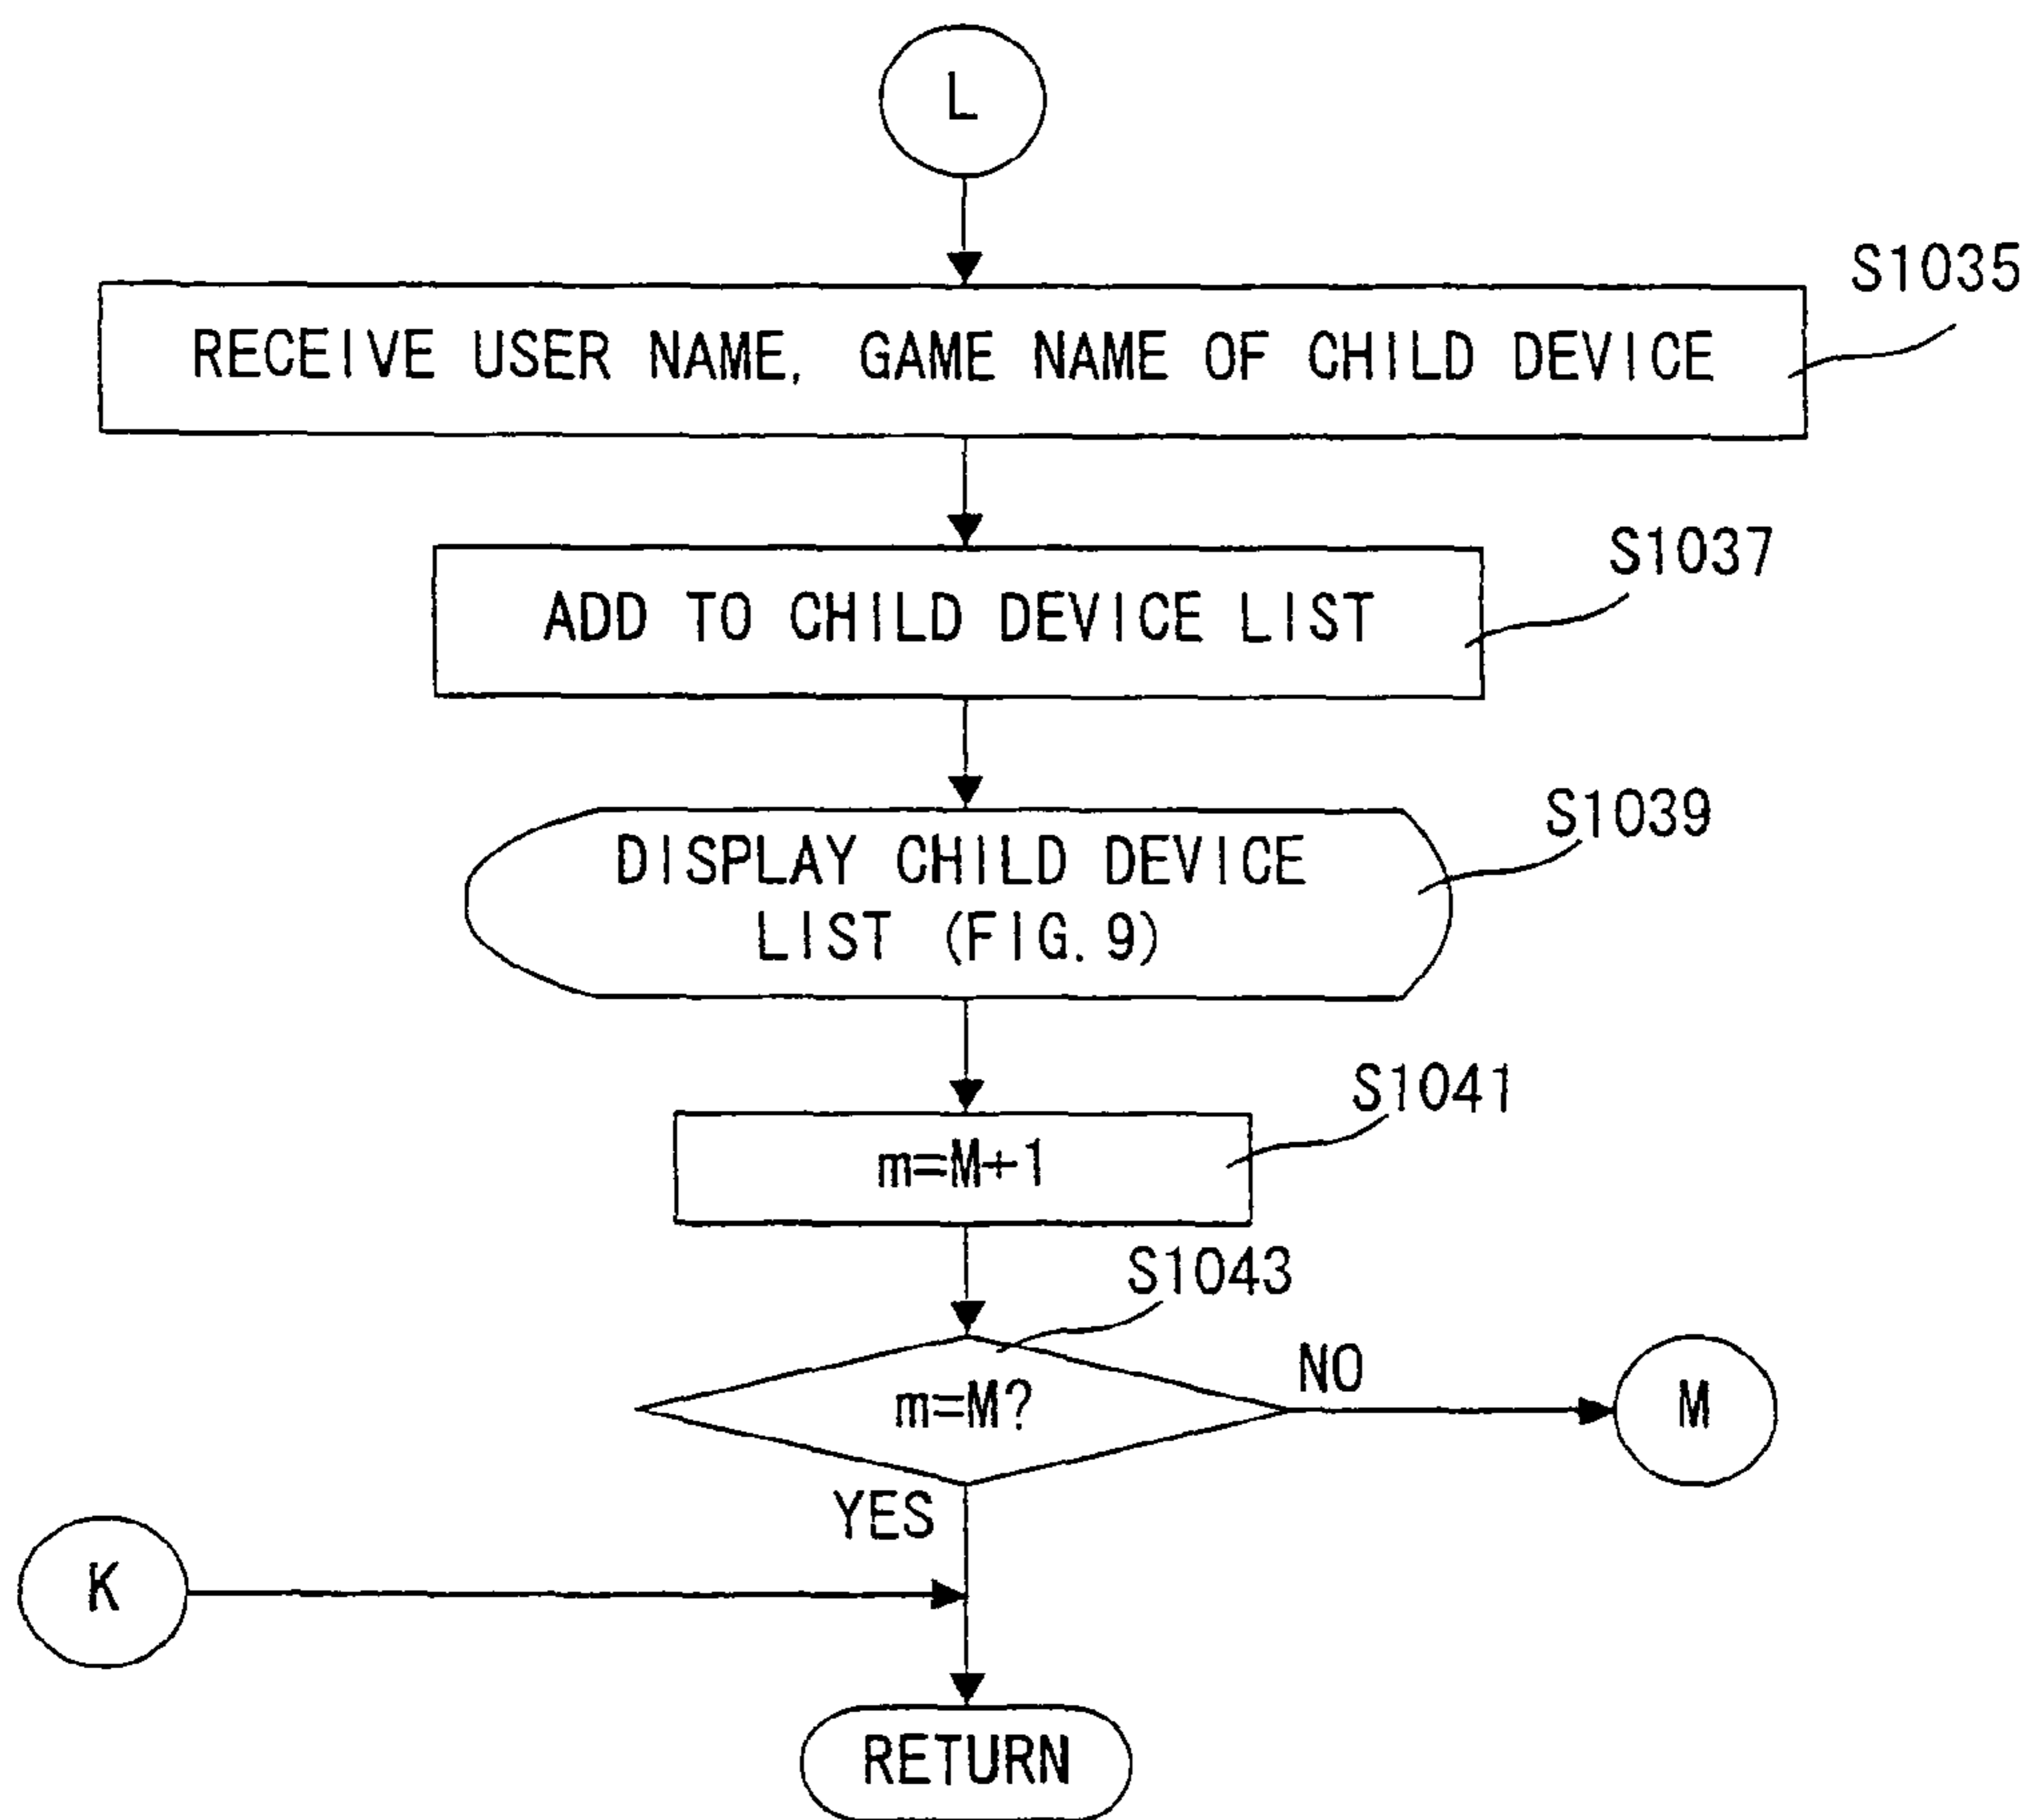 L
S1035
RECEIVE USER NAME, GAME NAME OF CHILD DEVICE
S1037
ADD TO CHILD DEVICE LIST
S1039
DISPLAY CHILD DEVICE
LIST (FIG. 9)
S1041
m=M+1
S1043
m=M?
NO
M
YES
K
RETURN